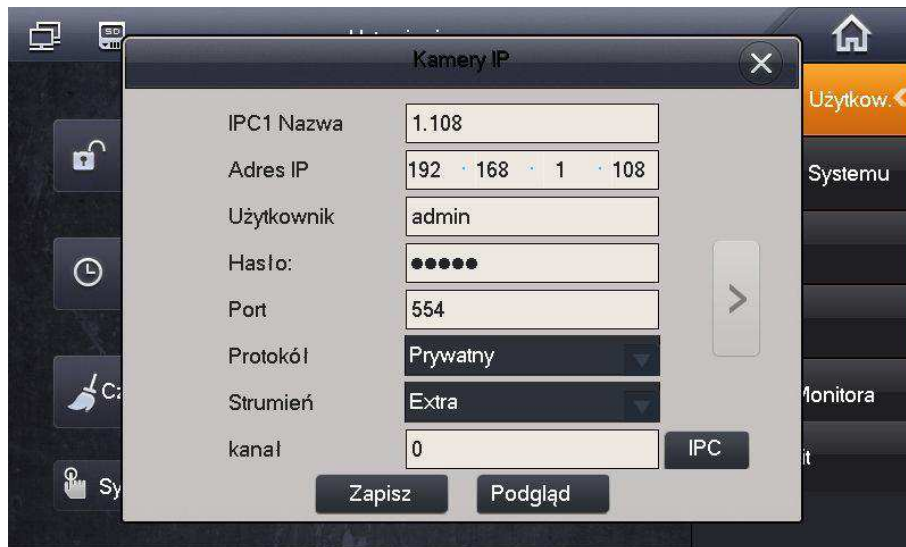 SD
Kamery IP
Użytkow.
IPC1 Nazwa 1.108
Adres IP 192 · 168 · 1 · 108
Systemu
Użytkownik admin
Hasło: ●●●●●
Port 554
Protokół Prywatny
Strumień Extra
kanał 0 IPC
Zapisz Podgląd